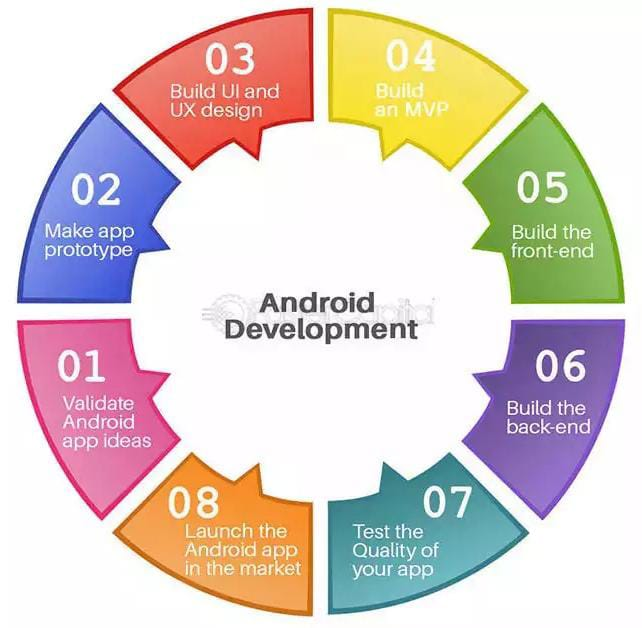 Android
Development
01
Validate
Android
app ideas
02
Make app
prototype
03
Build UI and
UX design
04
Build
an MVP
05
Build the
front-end
06
Build the
back-end
07
Test the
Quality of
your app
08
Launch the
Android app
in the market